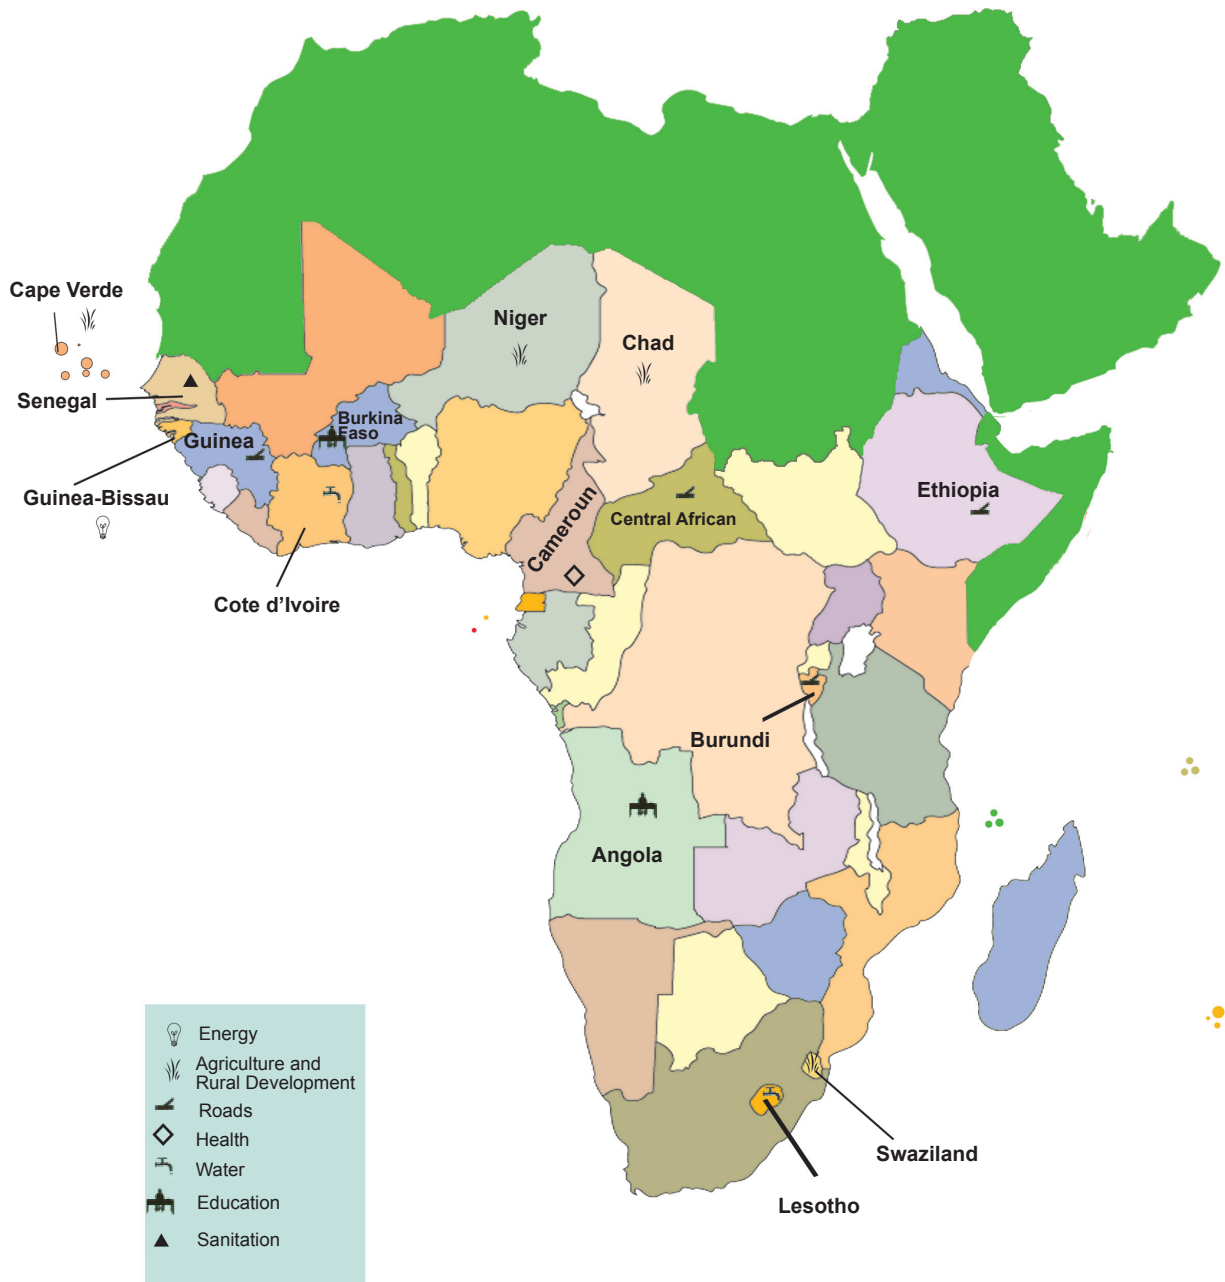 Cape Verde
Niger
Chad
Senegal
Burkina
Faso
Guinea
Guinea-Bissau
Ethiopia
Cameroun
Central African
Cote d'Ivoire
Burundi
Angola
Swaziland
Lesotho
Energy
Agriculture and
Rural Development
Roads
Health
Water
Education
Sanitation